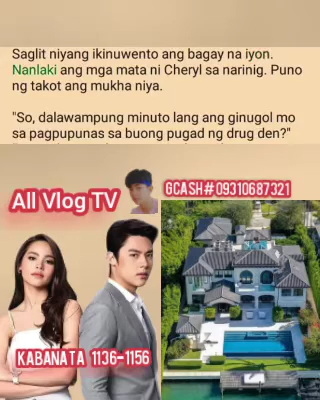 Saglit niyang ikinuwento ang bagay na iyon.
Nanlaki ang mga mata ni Cheryl sa narinig. Puno
ng takot ang mukha niya.
"So, dalawampung minuto lang ang ginugol mo
sa pagpupunas sa buong pugad ng drug den?"
GCASH#09310687321
All Vlog TV
KABANATA 1136-1156